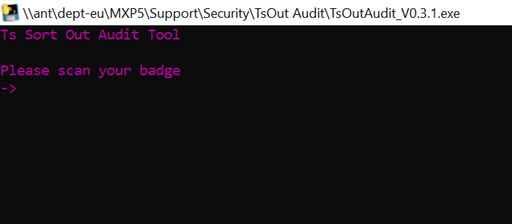 \\ant\dept-eu\MXP5\Support\Security\TsOut Audit\TsOutAudit_V0.3.1.exe
Ts Sort Out Audit Tool
Please scan your badge
->